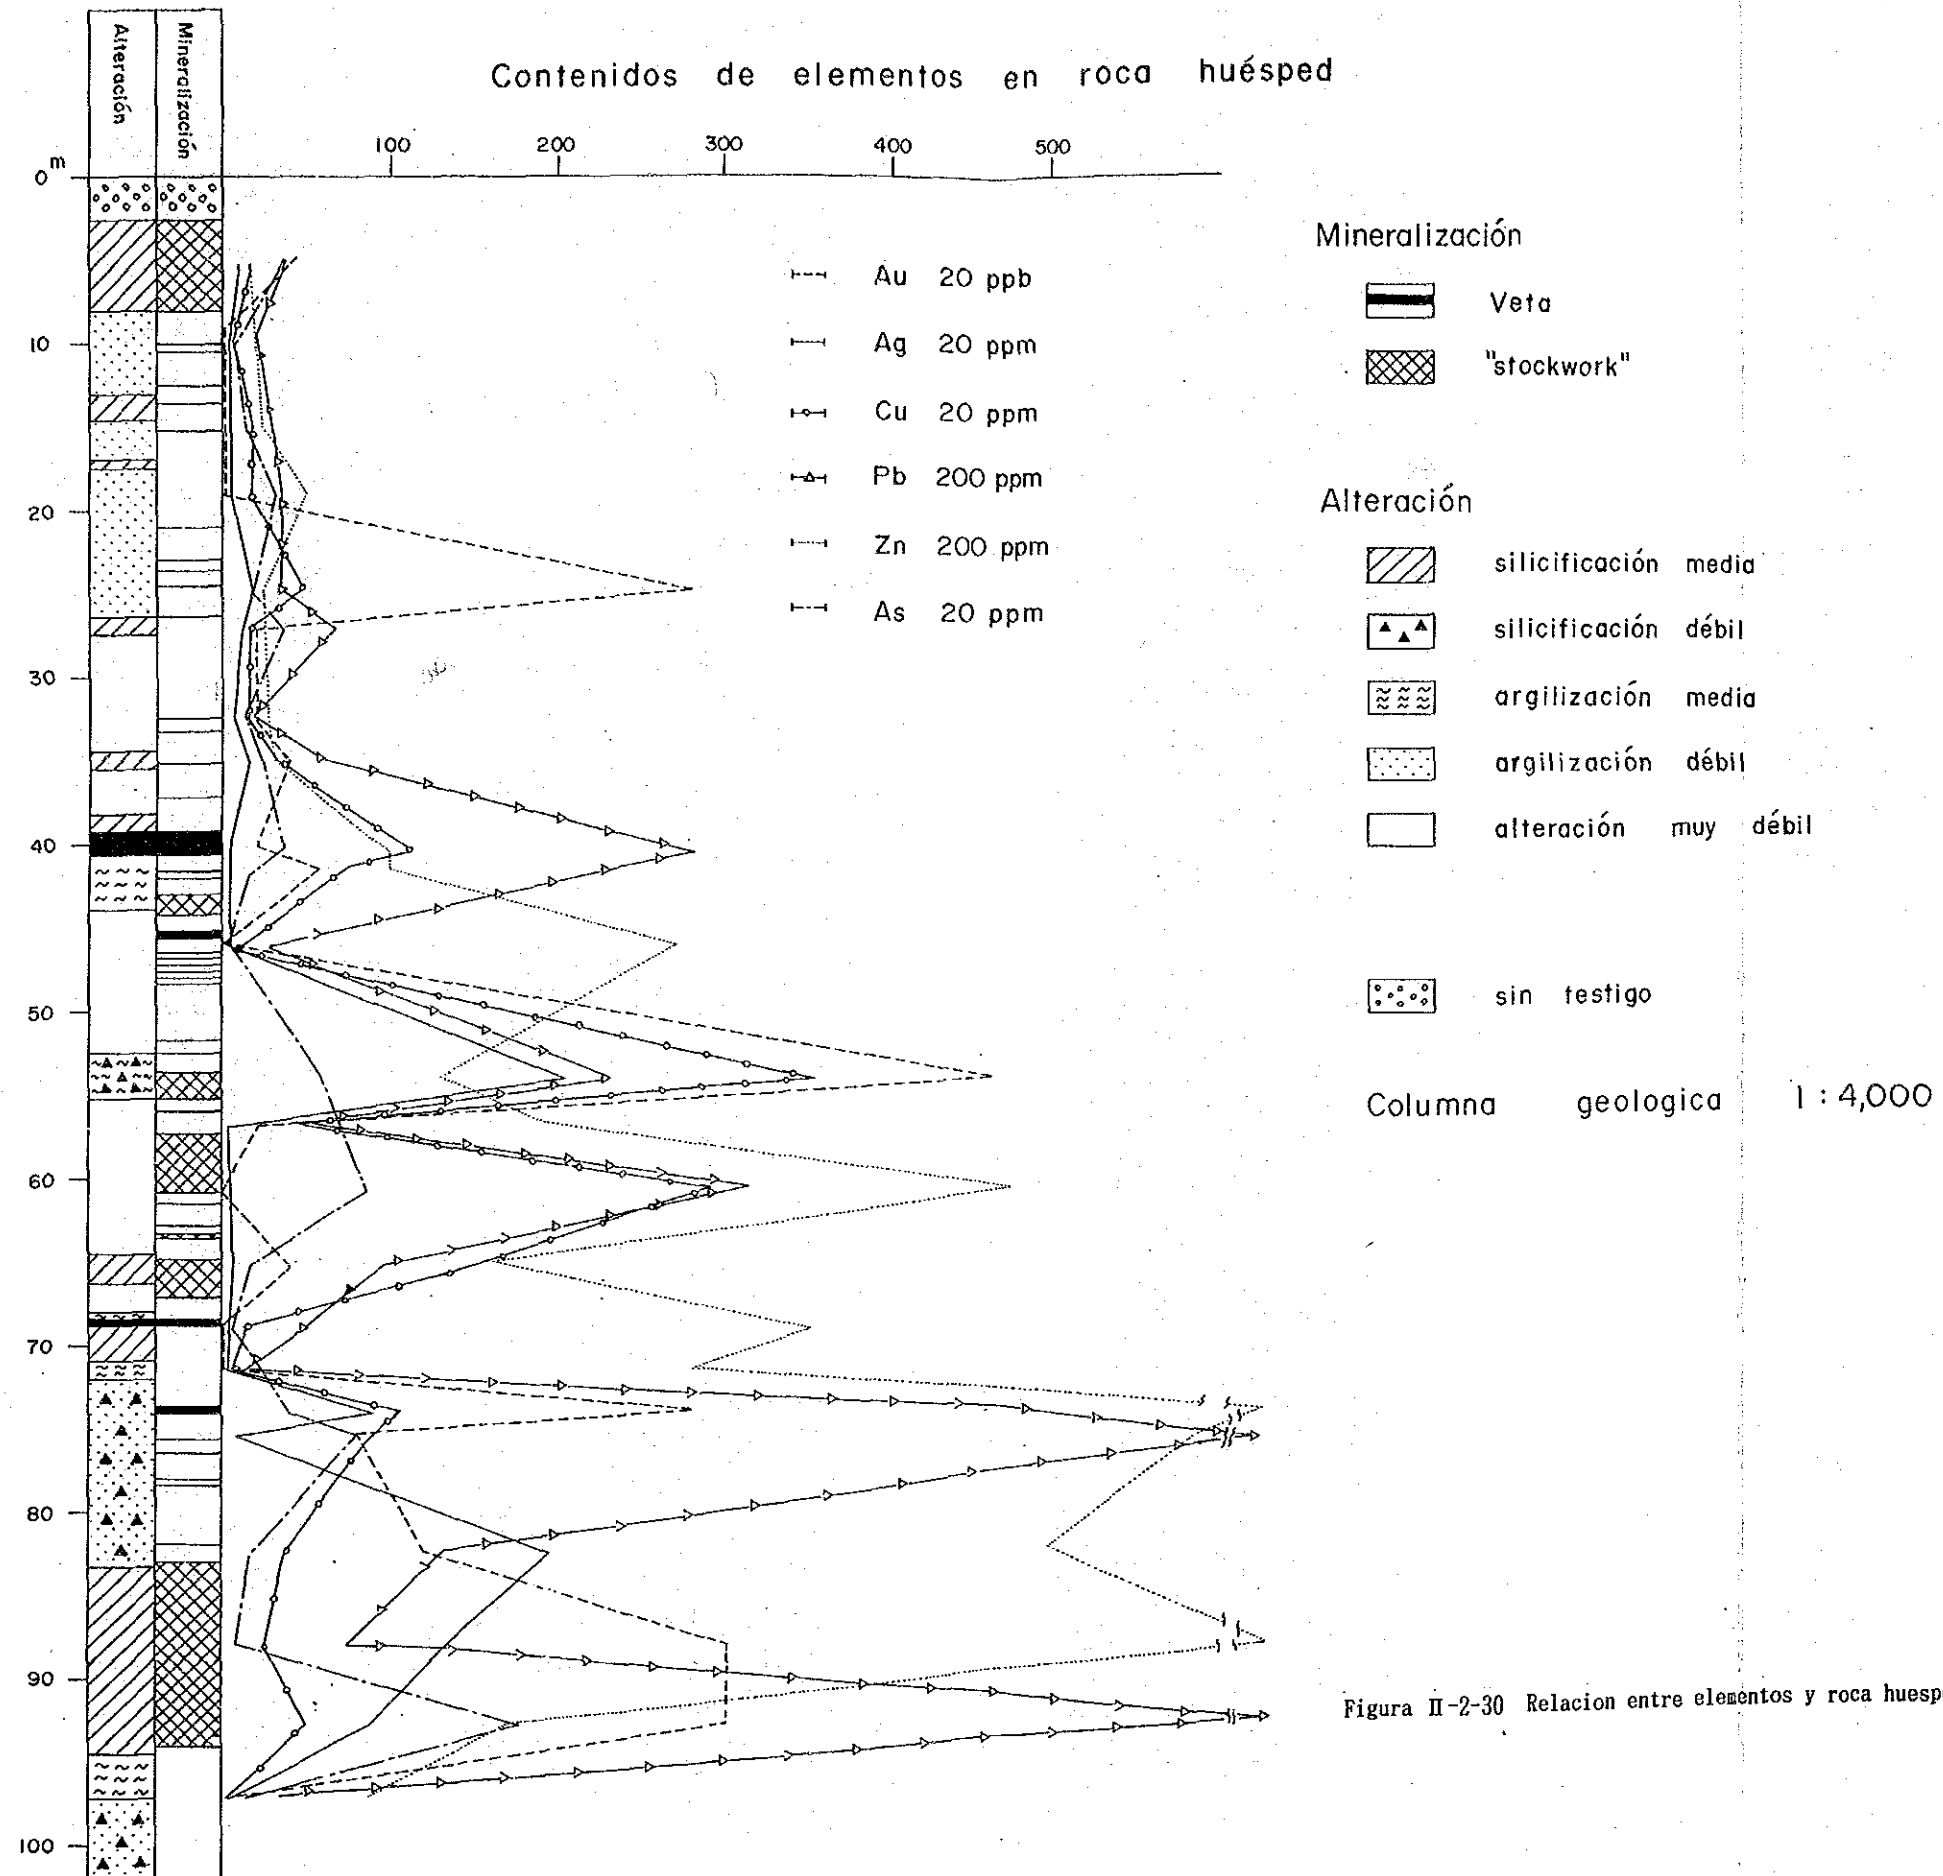 Alteración
Mineralización
Contenidos de elementos en roca huésped
100 200 300 400 500
m
0
10
20
30
40
50
60
70
80
90
100
Au 20 ppb
Ag 20 ppm
Cu 20 ppm
Pb 200 ppm
Zn 200 ppm
As 20 ppm
Mineralización
Veta
"stockwork"
Alteración
silicificación media
silicificación débil
argilización media
argilización débil
alteración muy débil
sin testigo
Columna geologica 1 : 4,000
Figura II-2-30 Relacion entre elementos y roca huesp